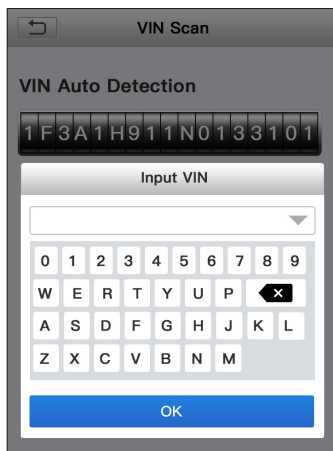 VIN Scan
VIN Auto Detection
1F3A1H911N0133101
Input VIN
0 1 2 3 4 5 6 7 8 9
W E R T Y U P
A S D F G H J K L
Z X C V B N M
OK